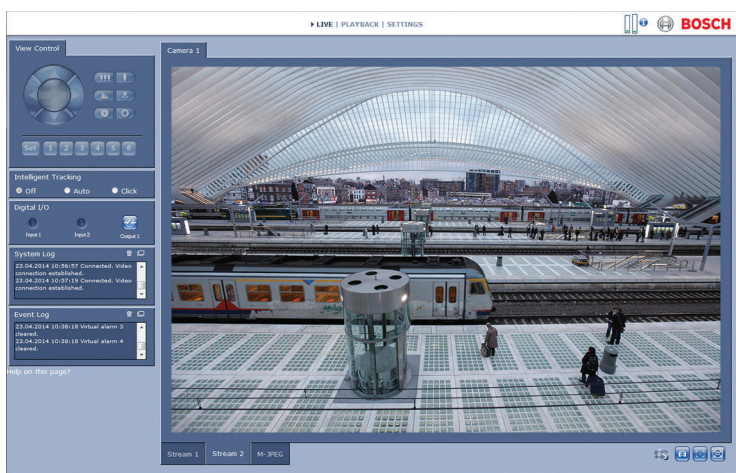 LIVE | PLAYBACK | SETTINGS
BOSCH
View Control
Camera 1
Set 1 2 3 4 5 6
Intelligent Tracking
Off Auto Click
Digital I/O
Input 1 Input 2 Output 1
System Log
23.04.2014 10:56:57 Connected. Video
connection established.
23.04.2014 10:57:19 Connected. Video
connection established.
Event Log
23.04.2014 10:38:18 Virtual alarm 3
cleared.
23.04.2014 10:38:18 Virtual alarm 4
cleared.
Help on this page?
Stream 1 Stream 2 M-JPEG